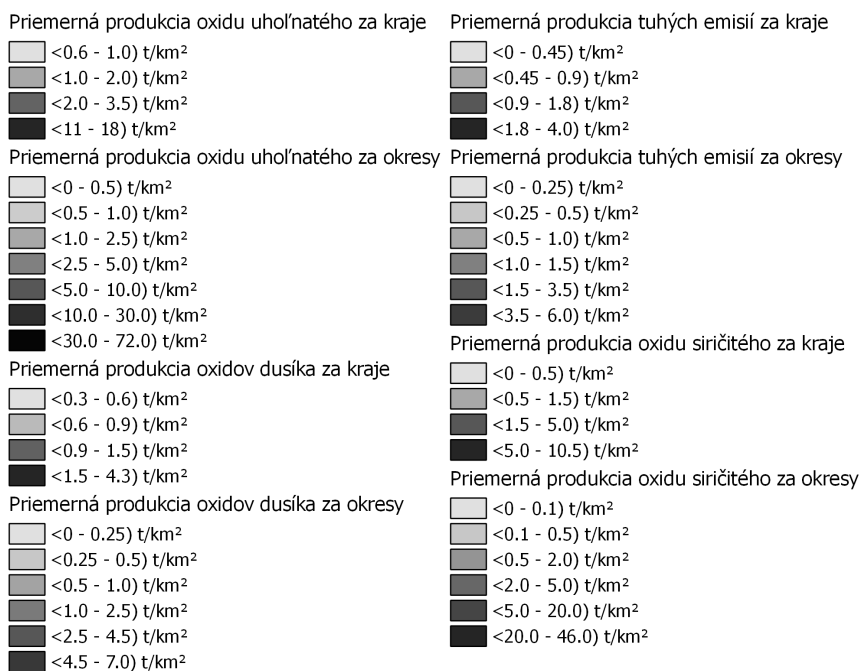 Priemerná produkcia oxidu uhoľnatého za kraje
<0.6 - 1.0) t/km²
<1.0 - 2.0) t/km²
<2.0 - 3.5) t/km²
<11 - 18) t/km²
Priemerná produkcia oxidu uhoľnatého za okresy
<0 - 0.5) t/km²
<0.5 - 1.0) t/km²
<1.0 - 2.5) t/km²
<2.5 - 5.0) t/km²
<5.0 - 10.0) t/km²
<10.0 - 30.0) t/km²
<30.0 - 72.0) t/km²
Priemerná produkcia oxidov dusíka za kraje
<0.3 - 0.6) t/km²
<0.6 - 0.9) t/km²
<0.9 - 1.5) t/km²
<1.5 - 4.3) t/km²
Priemerná produkcia oxidov dusíka za okresy
<0 - 0.25) t/km²
<0.25 - 0.5) t/km²
<0.5 - 1.0) t/km²
<1.0 - 2.5) t/km²
<2.5 - 4.5) t/km²
<4.5 - 7.0) t/km²
Priemerná produkcia tuhých emisií za kraje
<0 - 0.45) t/km²
<0.45 - 0.9) t/km²
<0.9 - 1.8) t/km²
<1.8 - 4.0) t/km²
Priemerná produkcia tuhých emisií za okresy
<0 - 0.25) t/km²
<0.25 - 0.5) t/km²
<0.5 - 1.0) t/km²
<1.0 - 1.5) t/km²
<1.5 - 3.5) t/km²
<3.5 - 6.0) t/km²
Priemerná produkcia oxidu siričitého za kraje
<0 - 0.5) t/km²
<0.5 - 1.5) t/km²
<1.5 - 5.0) t/km²
<5.0 - 10.5) t/km²
Priemerná produkcia oxidu siričitého za okresy
<0 - 0.1) t/km²
<0.1 - 0.5) t/km²
<0.5 - 2.0) t/km²
<2.0 - 5.0) t/km²
<5.0 - 20.0) t/km²
<20.0 - 46.0) t/km²